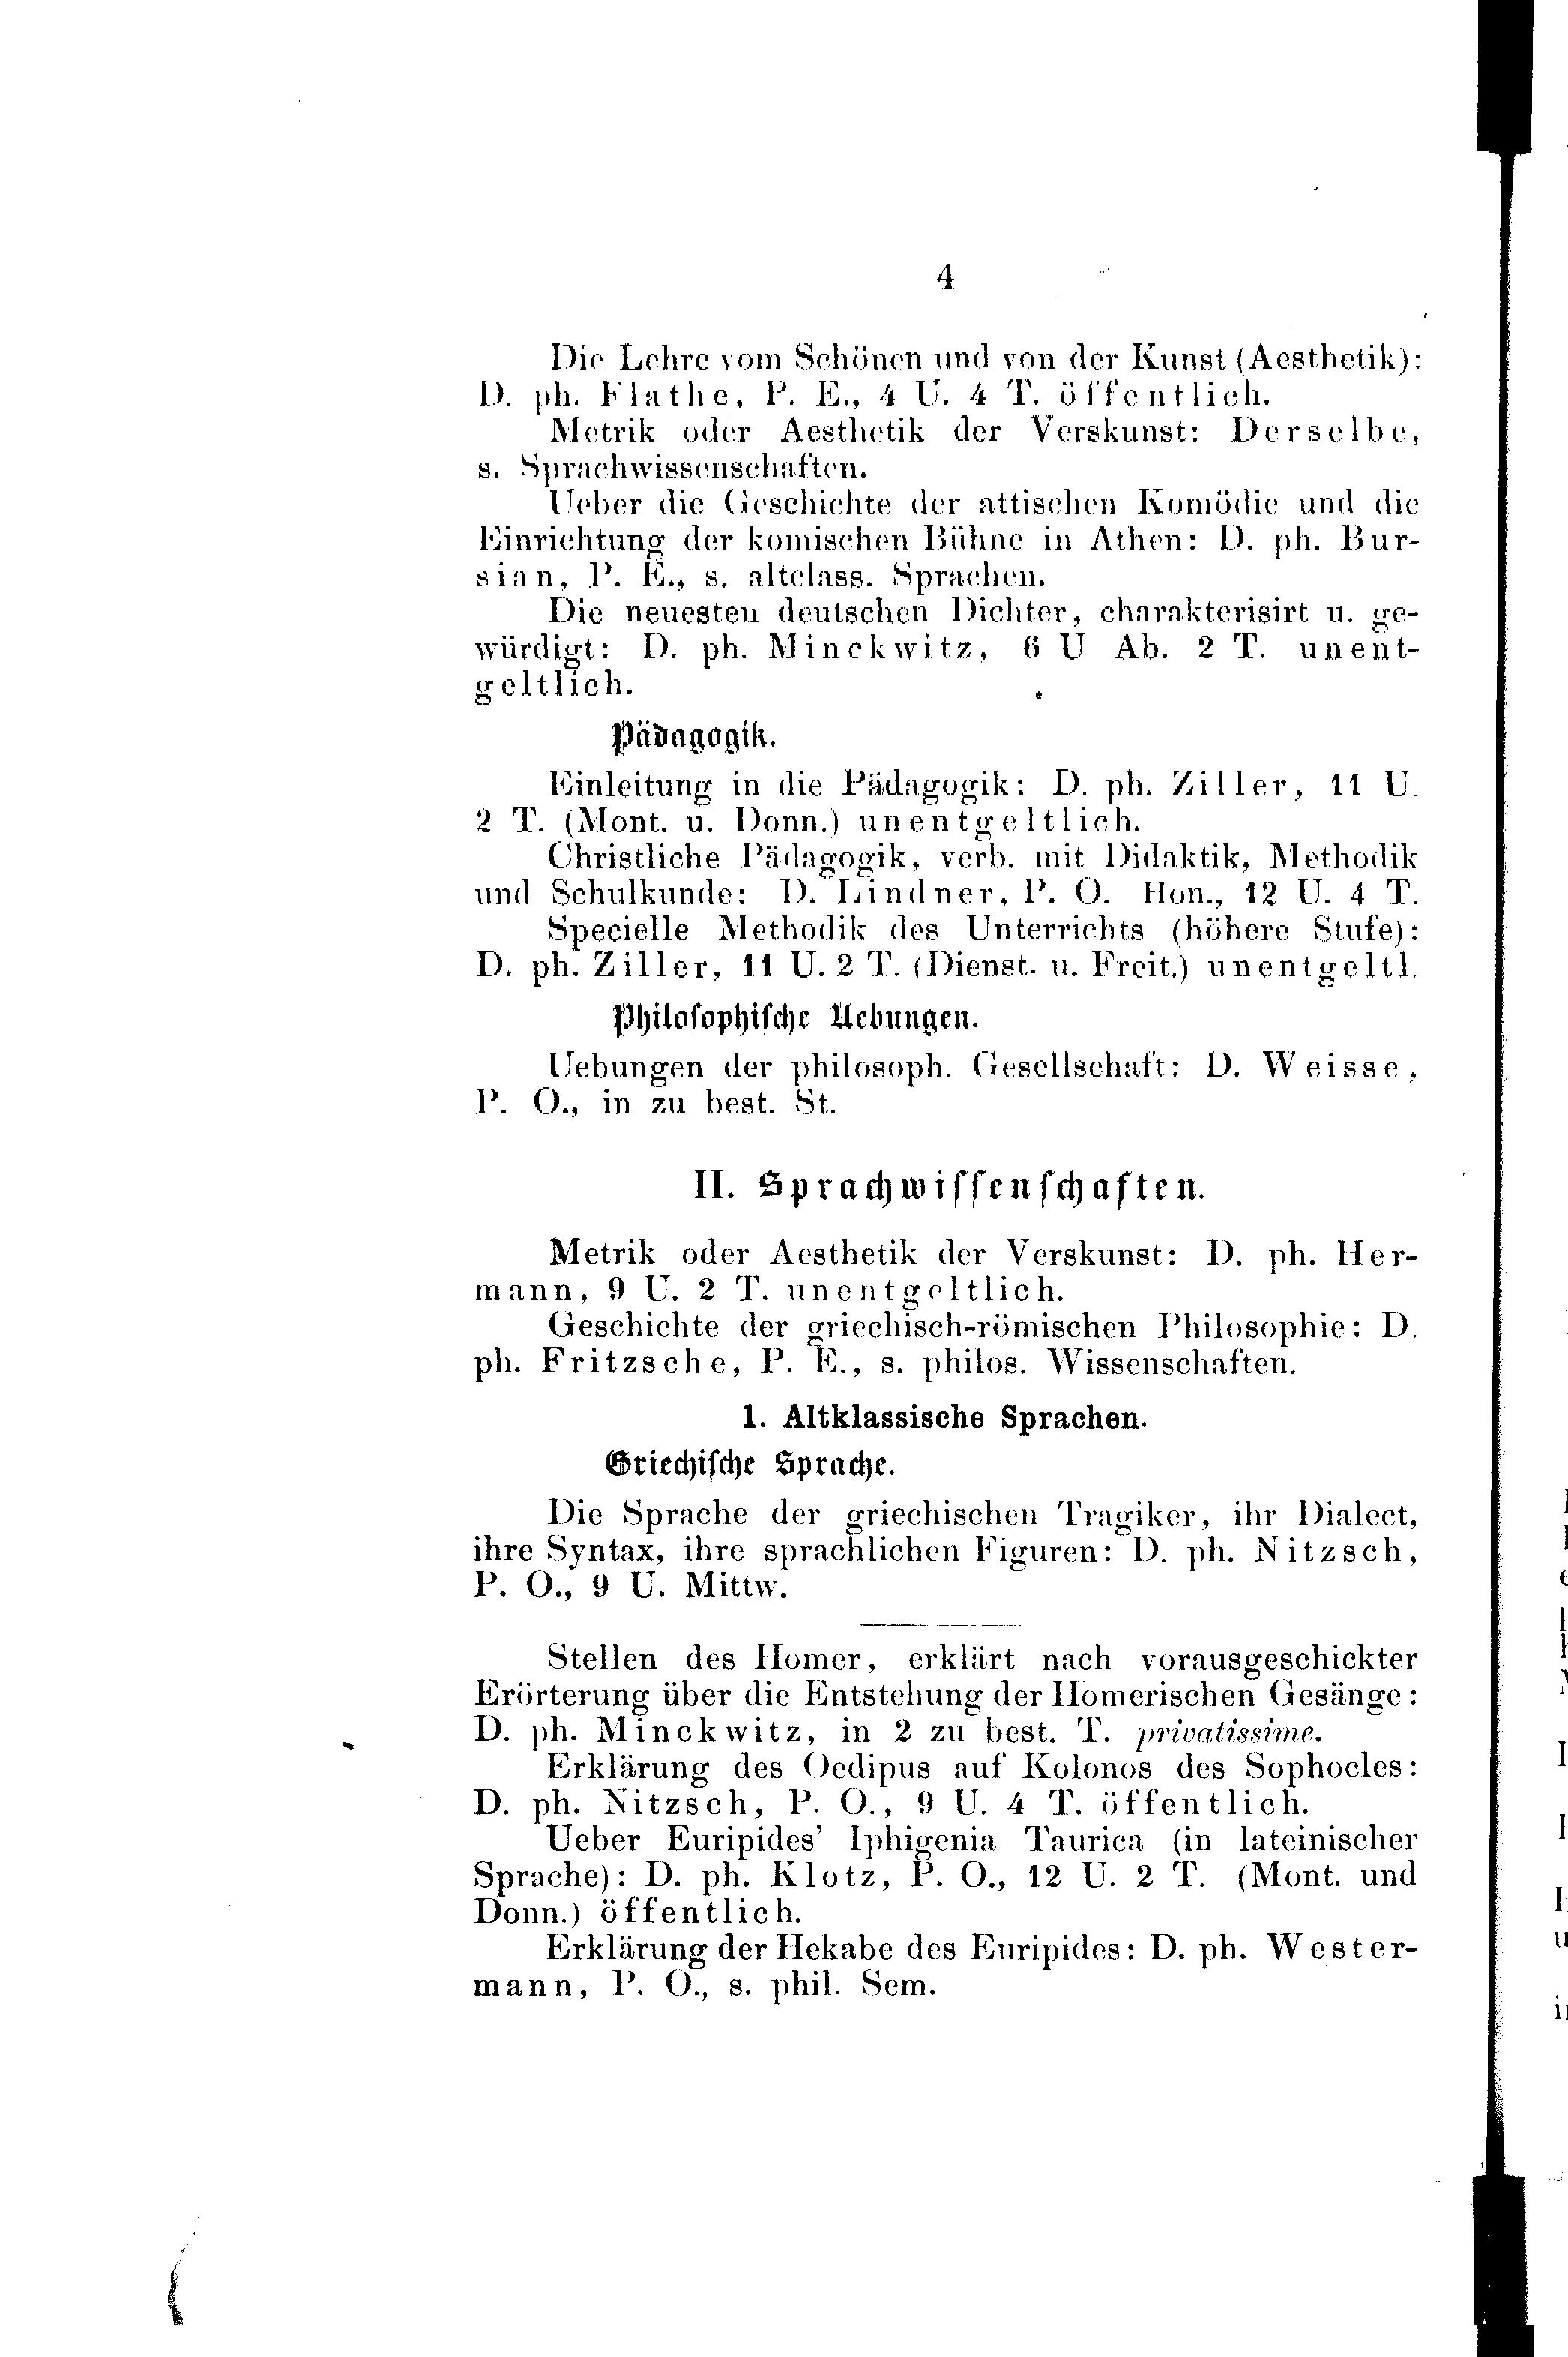 4
Die Lehre vom Schönen und von der Kunst (Aesthetik):
D. ph. Flathe, P. E., 4 U. 4 T. öffentlich.
Metrik oder Aesthetik der Verskunst: Derselbe,
s. Sprachwissenschaften.
Ueber die Geschichte der attischen Komödie und die
Einrichtung der komischen Bühne in Athen: D. ph. Bur-
sian, P. E., s. altclass. Sprachen.
Die neuesten deutschen Dichter, charakterisirt u. ge-
würdigt: D. ph. Minckwitz, 6 U Ab. 2 T. unent-
geltlich.
Pädagogik.
Einleitung in die Pädagogik: D. ph. Ziller, 11 U.
2 T. (Mont. u. Donn.) unentgeltlich.
Christliche Pädagogik, verb. mit Didaktik, Methodik
und Schulkunde: D. Lindner, P. O. Hon., 12 U. 4 T.
Specielle Methodik des Unterrichts (höhere Stufe):
D. ph. Ziller, 11 U. 2 T. (Dienst. u. Freit.) unentgeltl.
Philoſophiſche Uebungen.
Uebungen der philosoph. Gesellschaft: D. Weisse,
P. O., in zu best. St.
II. Sprachwiſſenſchaften.
Metrik oder Aesthetik der Verskunst: D. ph. Her-
mann, 9 U. 2 T. unentgeltlich.
Geschichte der griechisch-römischen Philosophie: D.
ph. Fritzsche, P. E., s. philos. Wissenschaften.
1. Altklassische Sprachen.
Griechiſche Sprache.
Die Sprache der griechischen Tragiker, ihr Dialect,
ihre Syntax, ihre sprachlichen Figuren: D. ph. Nitzsch,
P. O., 9 U. Mittw.
Stellen des Homer, erklärt nach vorausgeschickter
Erörterung über die Entstehung der Homerischen Gesänge:
D. ph. Minckwitz, in 2 zu best. T. privatissime.
Erklärung des Oedipus auf Kolonos des Sophocles:
D. ph. Nitzsch, P. O., 9 U. 4 T. öffentlich.
Ueber Euripides' Iphigenia Taurica (in lateinischer
Sprache): D. ph. Klotz, P. O., 12 U. 2 T. (Mont. und
Donn.) öffentlich.
Erklärung der Hekabe des Euripides: D. ph. Wester-
mann, P. O., s. phil. Sem.